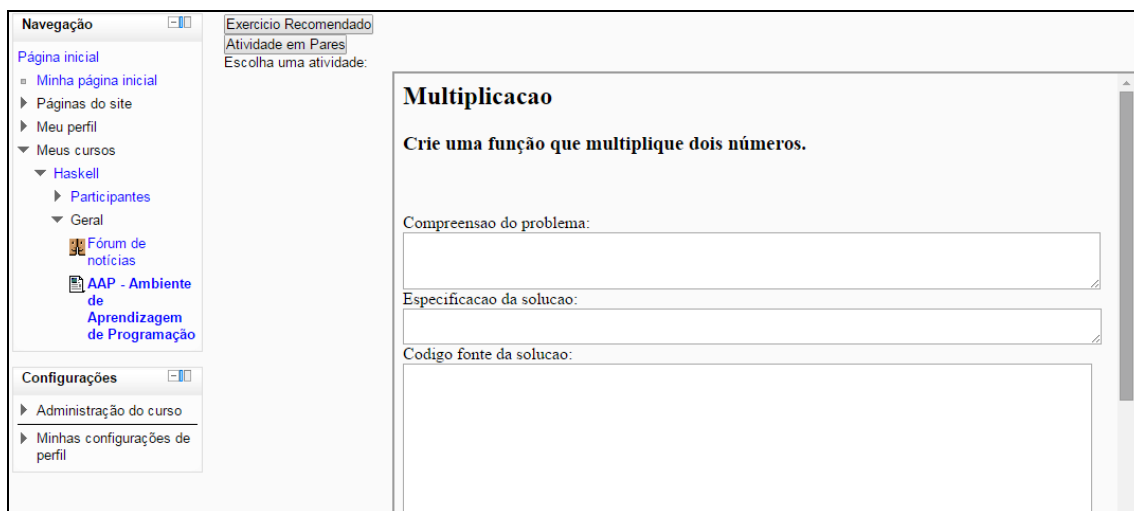 Navegação
Página inicial
Minha página inicial
Páginas do site
Meu perfil
Meus cursos
Haskell
Participantes
Geral
Fórum de
notícias
AAP - Ambiente
de
Aprendizagem
de Programação
Configurações
Administração do curso
Minhas configurações de
perfil
Exercicio Recomendado
Atividade em Pares
Escolha uma atividade:
Multiplicacao
Crie uma função que multiplique dois números.
Compreensao do problema:
Especificacao da solucao:
Codigo fonte da solucao: